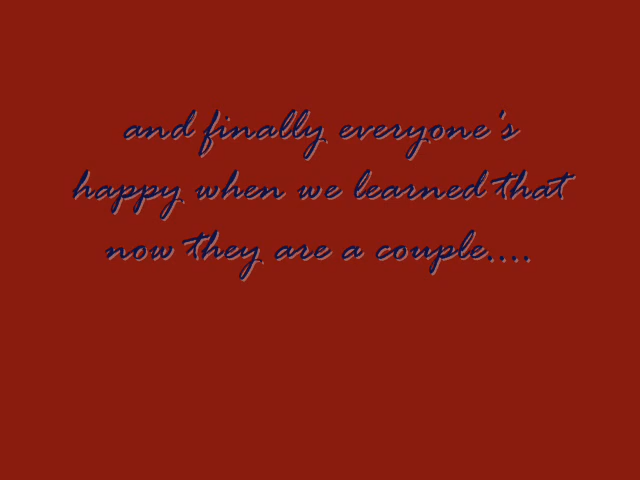 and finally everyone's
happy when we learned that
now they are a couple....